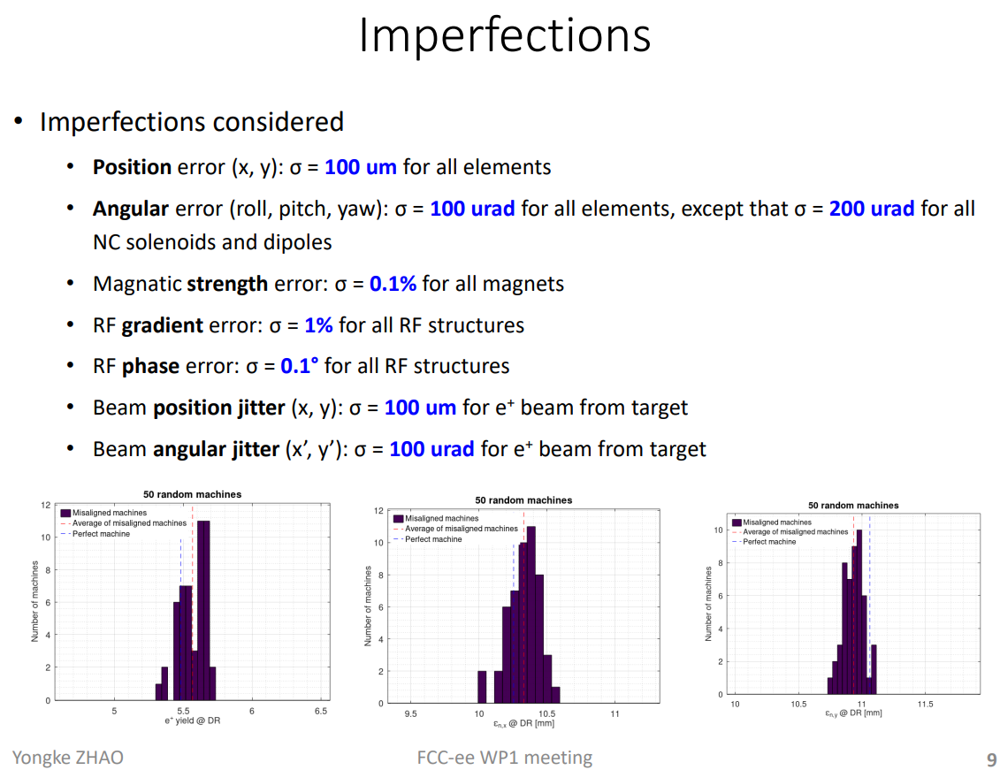 Imperfections
• Imperfections considered
• Position error (x, y): σ = 100 um for all elements
• Angular error (roll, pitch, yaw): σ = 100 urad for all elements, except that σ = 200 urad for all
NC solenoids and dipoles
• Magnatic strength error: σ = 0.1% for all magnets
• RF gradient error: σ = 1% for all RF structures
• RF phase error: σ = 0.1° for all RF structures
• Beam position jitter (x, y): σ = 100 um for e⁺ beam from target
• Beam angular jitter (x’, y’): σ = 100 urad for e⁺ beam from target
50 random machines
Misaligned machines
Average of misaligned machines
Perfect machine
Number of machines
12
10
8
6
4
2
0
5
5.5
6
6.5
e⁺ yield @ DR
50 random machines
Misaligned machines
Average of misaligned machines
Perfect machine
Number of machines
12
10
8
6
4
2
0
9.5
10
10.5
11
εn,x @ DR [mm]
50 random machines
Misaligned machines
Average of misaligned machines
Perfect machine
Number of machines
10
8
6
4
2
0
10
10.5
11
11.5
εn,y @ DR [mm]
Yongke ZHAO
FCC-ee WP1 meeting
9